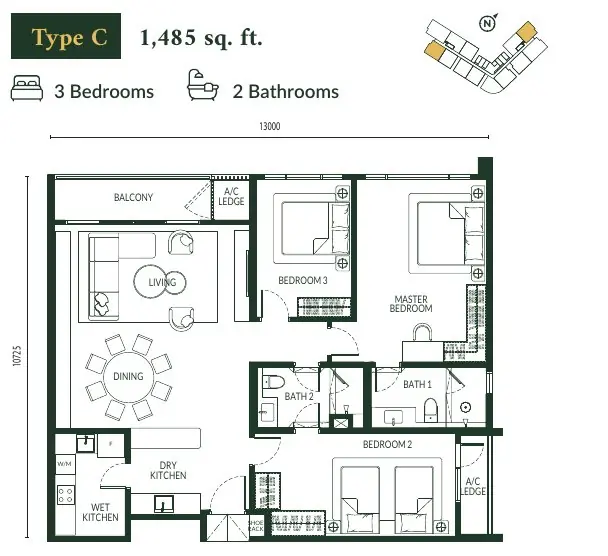 Type C
1,485 sq. ft.
N
3 Bedrooms
2 Bathrooms
13000
10725
BALCONY
A/C
LEDGE
LIVING
BEDROOM 3
MASTER
BEDROOM
DINING
BATH 2
BATH 1
BEDROOM 2
W/M
F
DRY
KITCHEN
WET
KITCHEN
A/C
LEDGE
SHOE
RACK